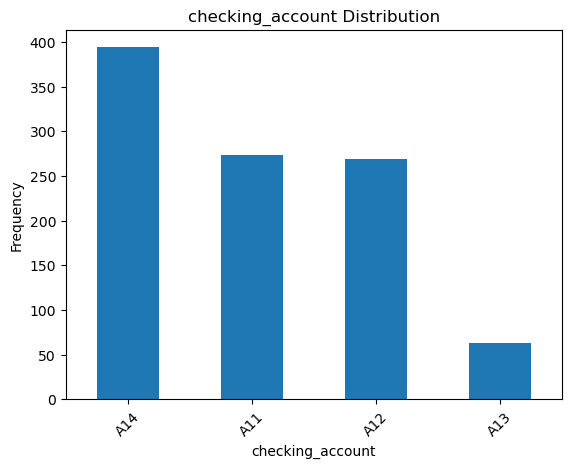 checking_account Distribution
400
350
300
250
200
150
100
50
0
Frequency
A14
A11
A12
A13
checking_account